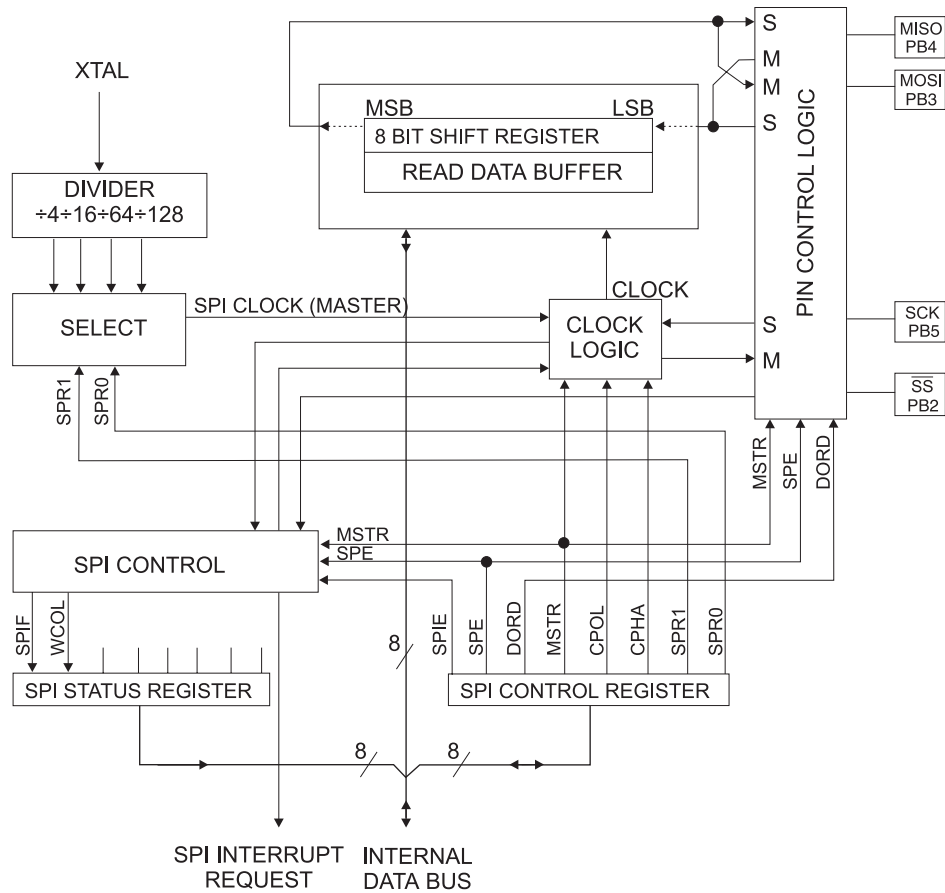 S
MISO
PB4
XTAL
M
MOSI
PB3
M
MSB
LSB
S
8 BIT SHIFT REGISTER
READ DATA BUFFER
DIVIDER
÷4÷16÷64÷128
PIN CONTROL LOGIC
CLOCK
SPI CLOCK (MASTER)
SELECT
CLOCK
LOGIC
S
M
SCK
PB5
SS
PB2
SPR1
SPR0
MSTR
SPE
DORD
MSTR
SPE
SPI CONTROL
SPIF
WCOL
8
SPIE
SPE
DORD
MSTR
CPOL
CPHA
SPR1
SPR0
SPI STATUS REGISTER
SPI CONTROL REGISTER
8
8
SPI INTERRUPT
REQUEST
INTERNAL
DATA BUS